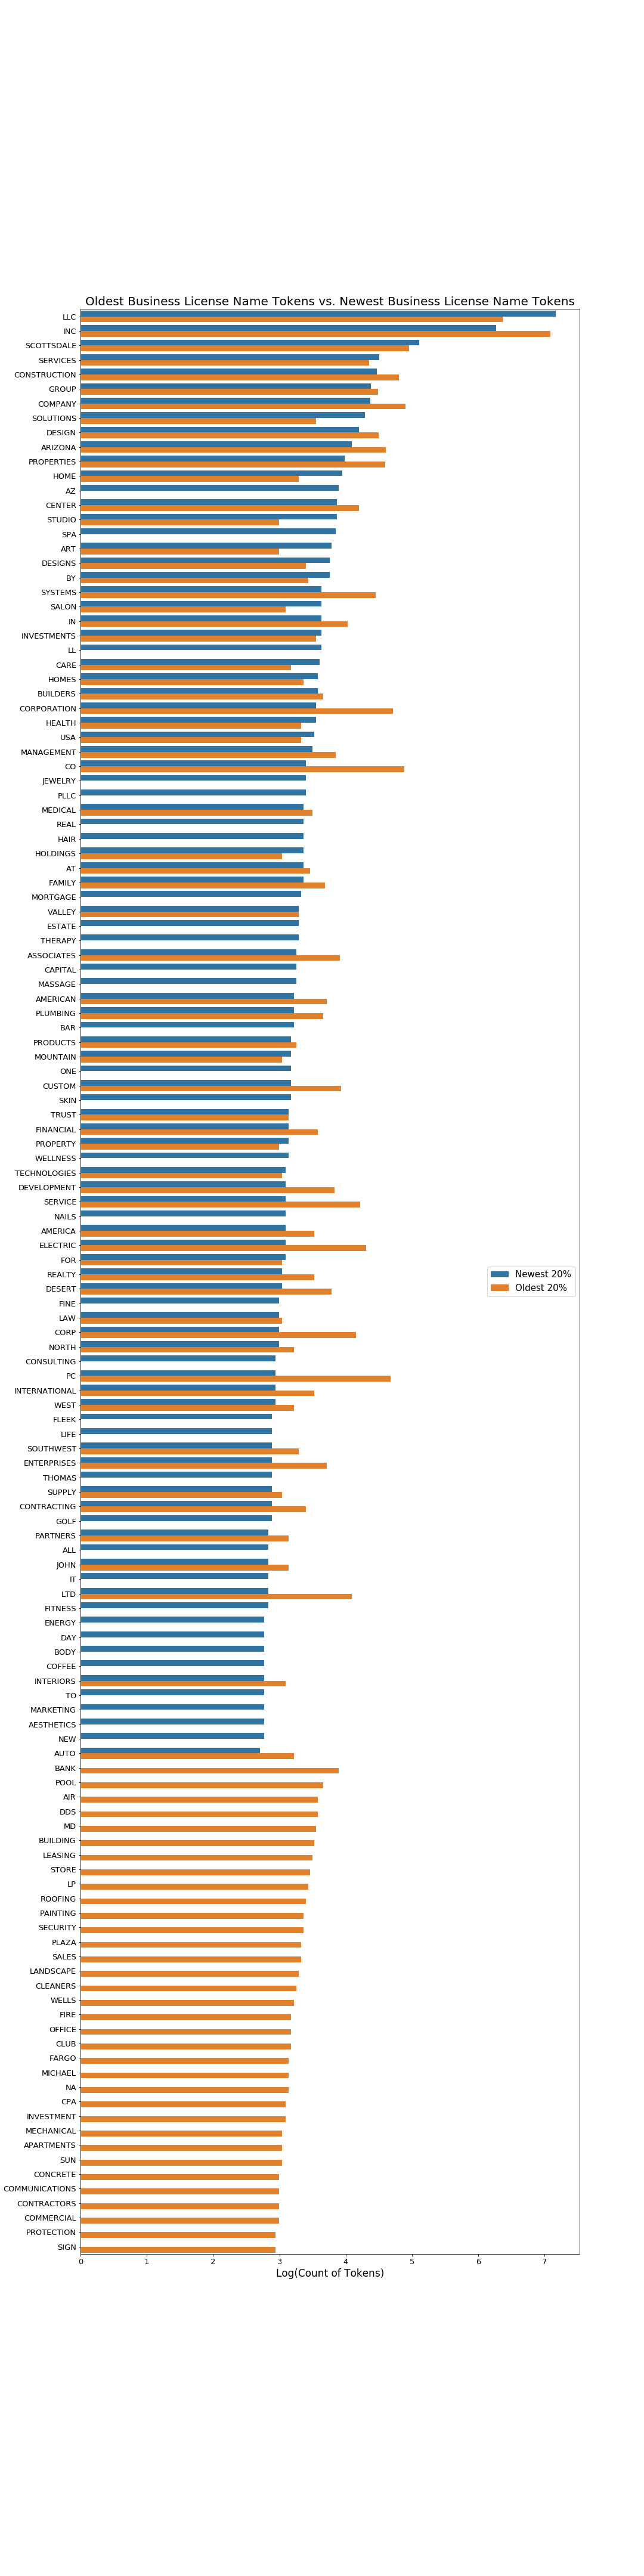 Oldest Business License Name Tokens vs. Newest Business License Name Tokens
LLC
INC
SCOTTSDALE
SERVICES
CONSTRUCTION
GROUP
COMPANY
SOLUTIONS
DESIGN
ARIZONA
PROPERTIES
HOME
AZ
CENTER
STUDIO
SPA
ART
DESIGNS
BY
SYSTEMS
SALON
IN
INVESTMENTS
LL
CARE
HOMES
BUILDERS
CORPORATION
HEALTH
USA
MANAGEMENT
CO
JEWELRY
PLLC
MEDICAL
REAL
HAIR
HOLDINGS
AT
FAMILY
MORTGAGE
VALLEY
ESTATE
THERAPY
ASSOCIATES
CAPITAL
MASSAGE
AMERICAN
PLUMBING
BAR
PRODUCTS
MOUNTAIN
ONE
CUSTOM
SKIN
TRUST
FINANCIAL
PROPERTY
WELLNESS
TECHNOLOGIES
DEVELOPMENT
SERVICE
NAILS
AMERICA
ELECTRIC
FOR
REALTY
DESERT
FINE
LAW
CORP
NORTH
CONSULTING
PC
INTERNATIONAL
WEST
FLEEK
LIFE
SOUTHWEST
ENTERPRISES
THOMAS
SUPPLY
CONTRACTING
GOLF
PARTNERS
ALL
JOHN
IT
LTD
FITNESS
ENERGY
DAY
BODY
COFFEE
INTERIORS
TO
MARKETING
AESTHETICS
NEW
AUTO
BANK
POOL
AIR
DDS
MD
BUILDING
LEASING
STORE
LP
ROOFING
PAINTING
SECURITY
PLAZA
SALES
LANDSCAPE
CLEANERS
WELLS
FIRE
OFFICE
CLUB
FARGO
MICHAEL
NA
CPA
INVESTMENT
MECHANICAL
APARTMENTS
SUN
CONCRETE
COMMUNICATIONS
CONTRACTORS
COMMERCIAL
PROTECTION
SIGN
Newest 20%
Oldest 20%
0 1 2 3 4 5 6 7
Log(Count of Tokens)